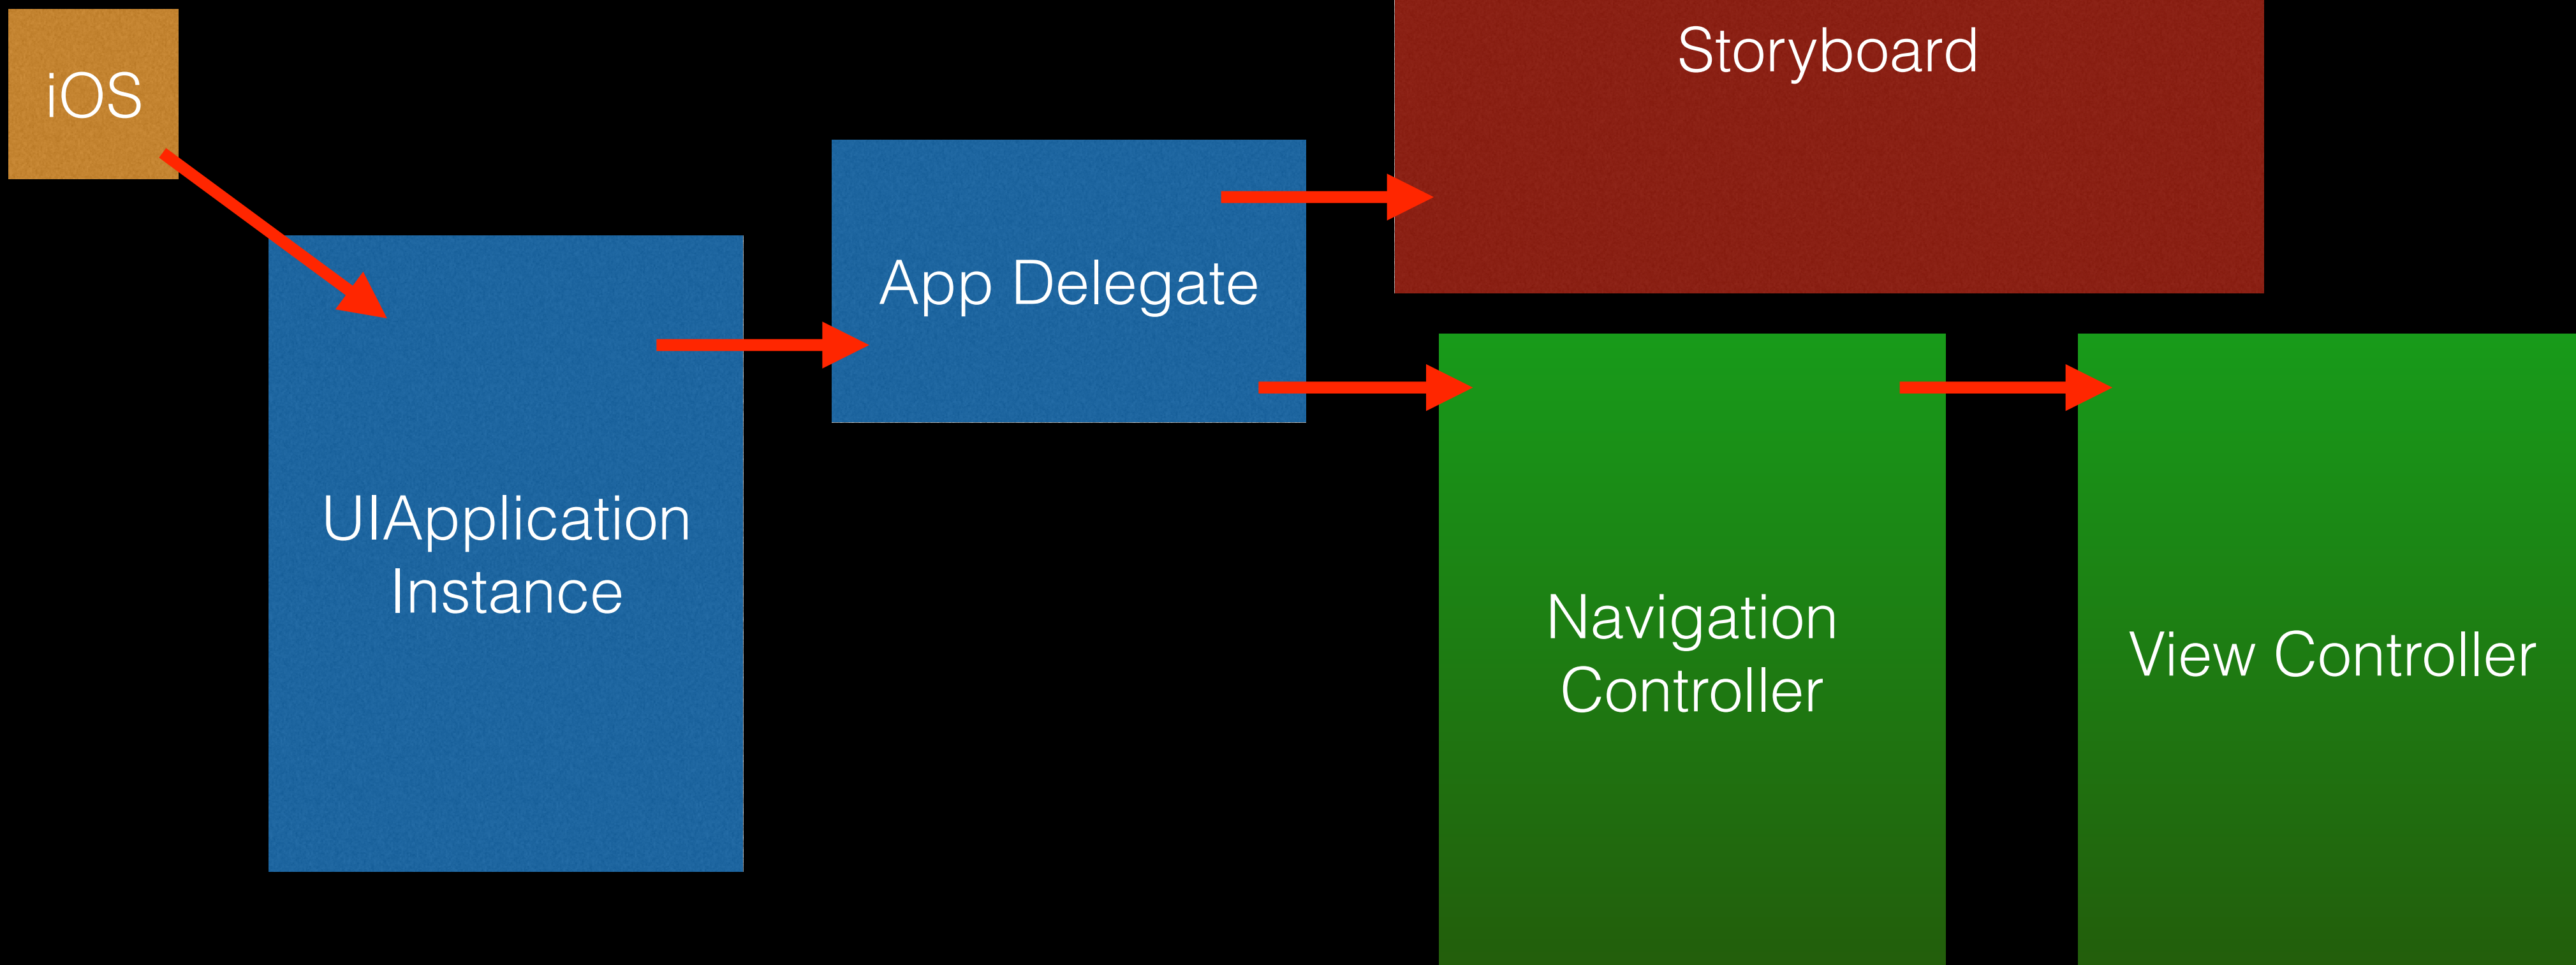 iOS
Storyboard
App Delegate
UIApplication
Instance
Navigation
Controller
View Controller